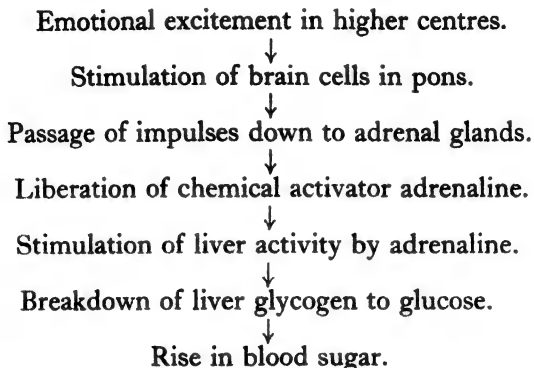 Emotional excitement in higher centres.
↓
Stimulation of brain cells in pons.
↓
Passage of impulses down to adrenal glands.
↓
Liberation of chemical activator adrenaline.
↓
Stimulation of liver activity by adrenaline.
↓
Breakdown of liver glycogen to glucose.
↓
Rise in blood sugar.